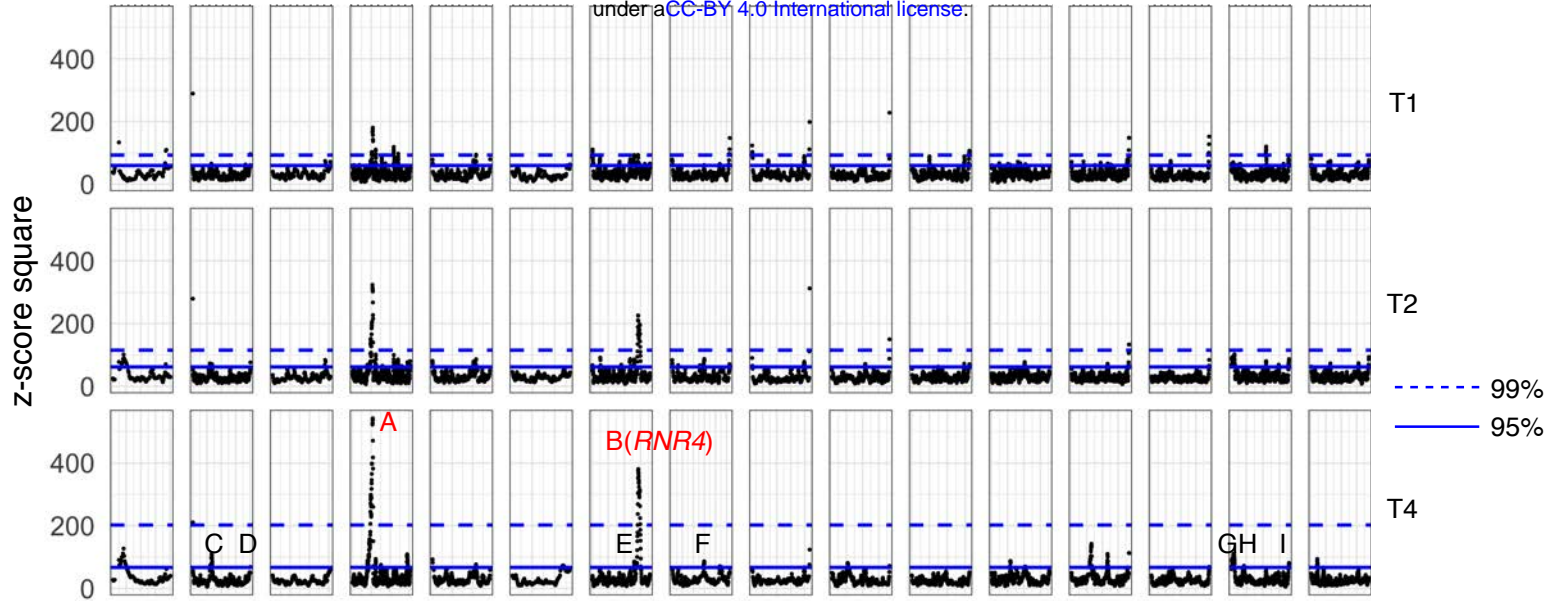 under aCC-BY 4.0 International license.
400
200
0
T1
z-score square
400
200
0
T2
99%
95%
A
B(RNR4)
400
200
0
T4
C D E F GH I